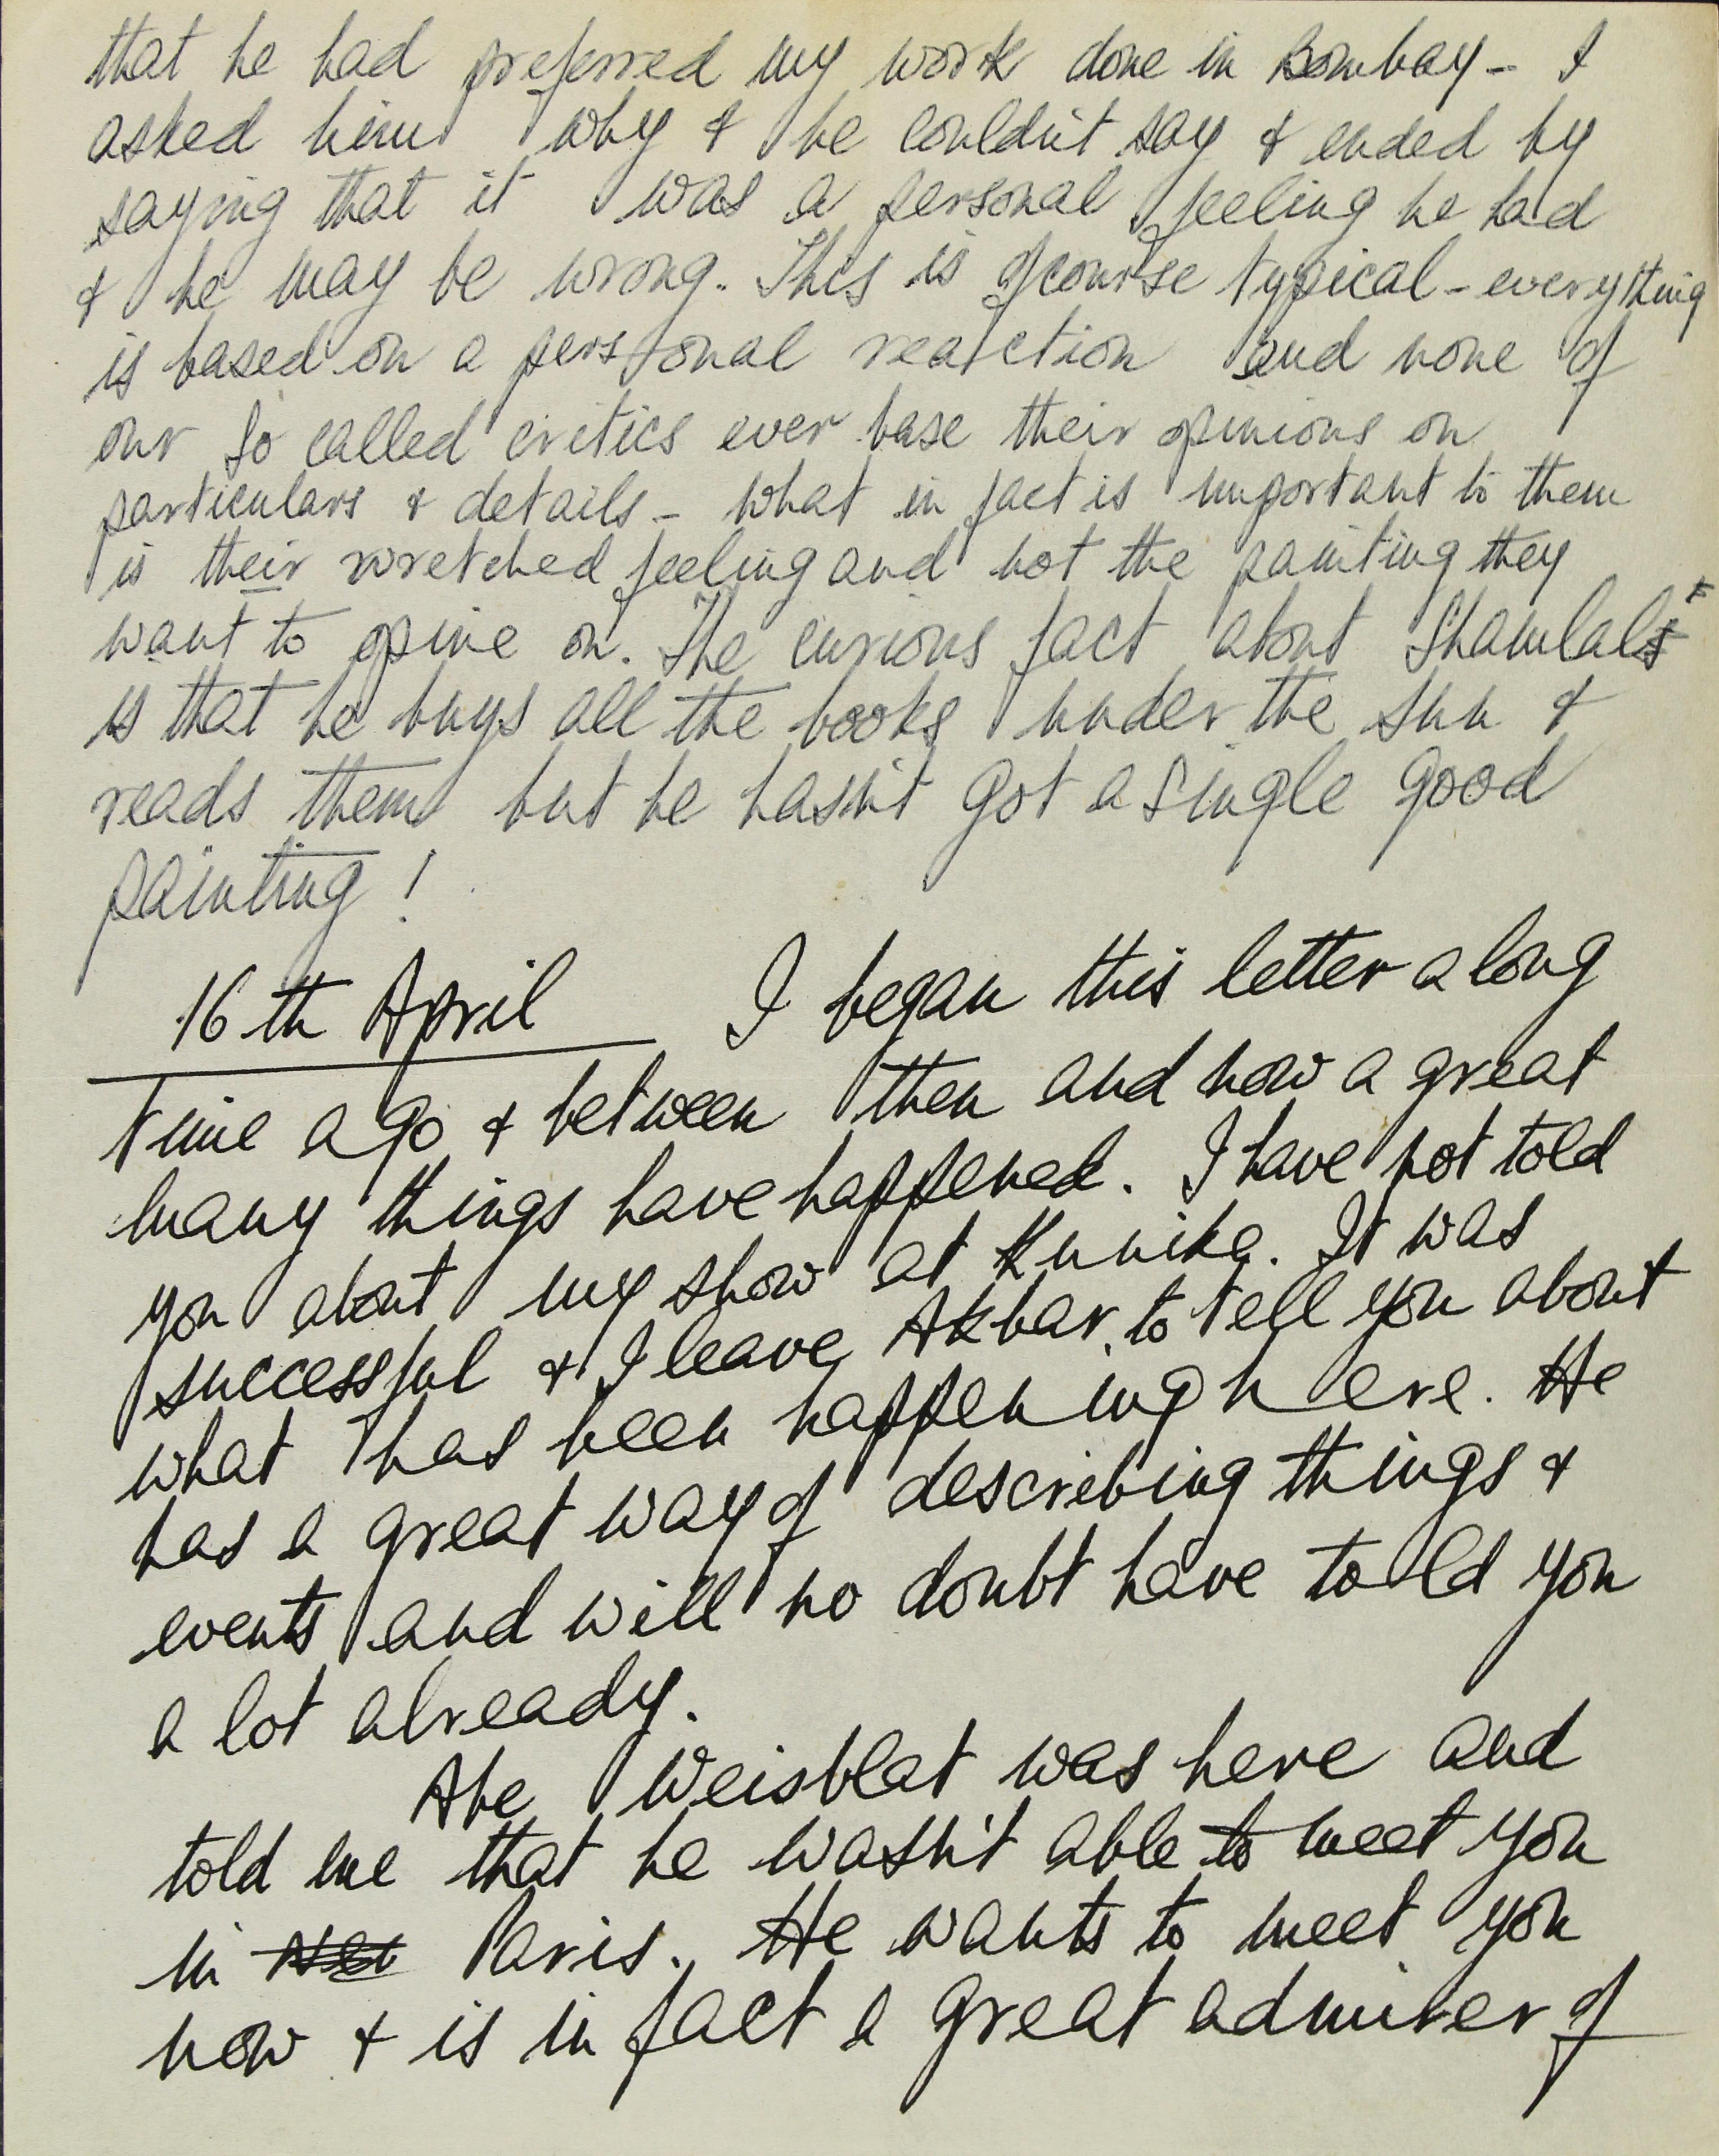 that he had preferred my work done in Bombay - I
asked him why & he couldn't say & ended by
saying that it was a personal feeling he had
& he may be wrong. This is ofcourse typical - everything
is based on a personal reaction and none of
our so called critics ever base their opinions on
particulars & details - what in fact is important to them
is their wretched feeling and not the painting they
want to opine on. The curious fact about Shamlal
is that he buys all the books under the sun &
reads them but he hasn't got a single good
painting!
16th April I began this letter a long
time ago & between then and now a great
many things have happened. I have not told
you about my show at Kunika. It was
successful & I leave Akbar to tell you about
what has been happening here. He
has a great way of describing things &
events and will no doubt have told you
a lot already.
Abe Weisblat was here and
told me that he wasn't able to meet you
in Paris. He wants to meet you
now & is in fact a great admirer of